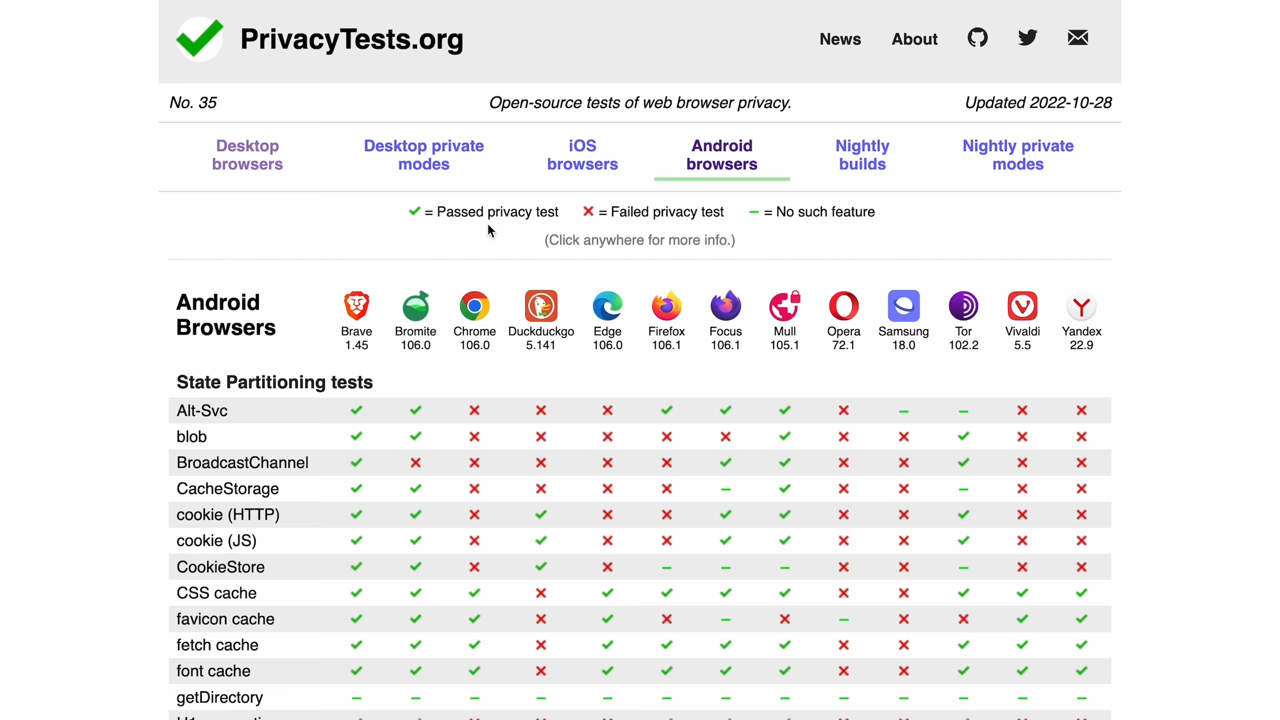 PrivacyTests.org
News About
No. 35 Open-source tests of web browser privacy. Updated 2022-10-28
Desktop browsers Desktop private modes iOS browsers Android browsers Nightly builds Nightly private modes
= Passed privacy test = Failed privacy test = No such feature
(Click anywhere for more info.)
Android Browsers
Brave 1.45
Bromite 106.0
Chrome 106.0
Duckduckgo 5.141
Edge 106.0
Firefox 106.1
Focus 106.1
Mull 105.1
Opera 72.1
Samsung 18.0
Tor 102.2
Vivaldi 5.5
Yandex 22.9
State Partitioning tests
Alt-Svc
blob
BroadcastChannel
CacheStorage
cookie (HTTP)
cookie (JS)
CookieStore
CSS cache
favicon cache
fetch cache
font cache
getDirectory